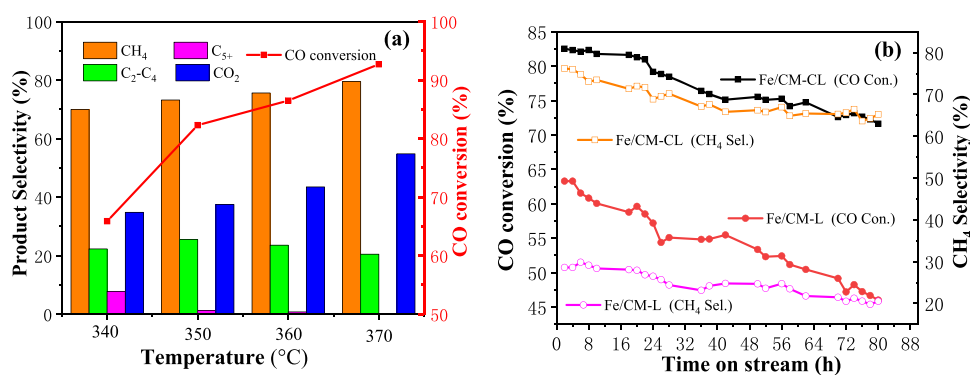 (a)
CH4
C5+
CO conversion
C2-C4
CO2
Product Selectivity (%)
100
80
60
40
20
0
340
350
360
370
Temperature (°C)
100
90
80
70
60
50
CO conversion (%)
(b)
Fe/CM-CL (CO Con.)
Fe/CM-CL (CH4 Sel.)
Fe/CM-L (CO Con.)
Fe/CM-L (CH4 Sel.)
CO conversion (%)
85
80
75
70
65
60
55
50
45
0 8 16 24 32 40 48 56 64 72 80 88
Time on stream (h)
80
70
60
50
40
30
20
CH4 Selectivity (%)